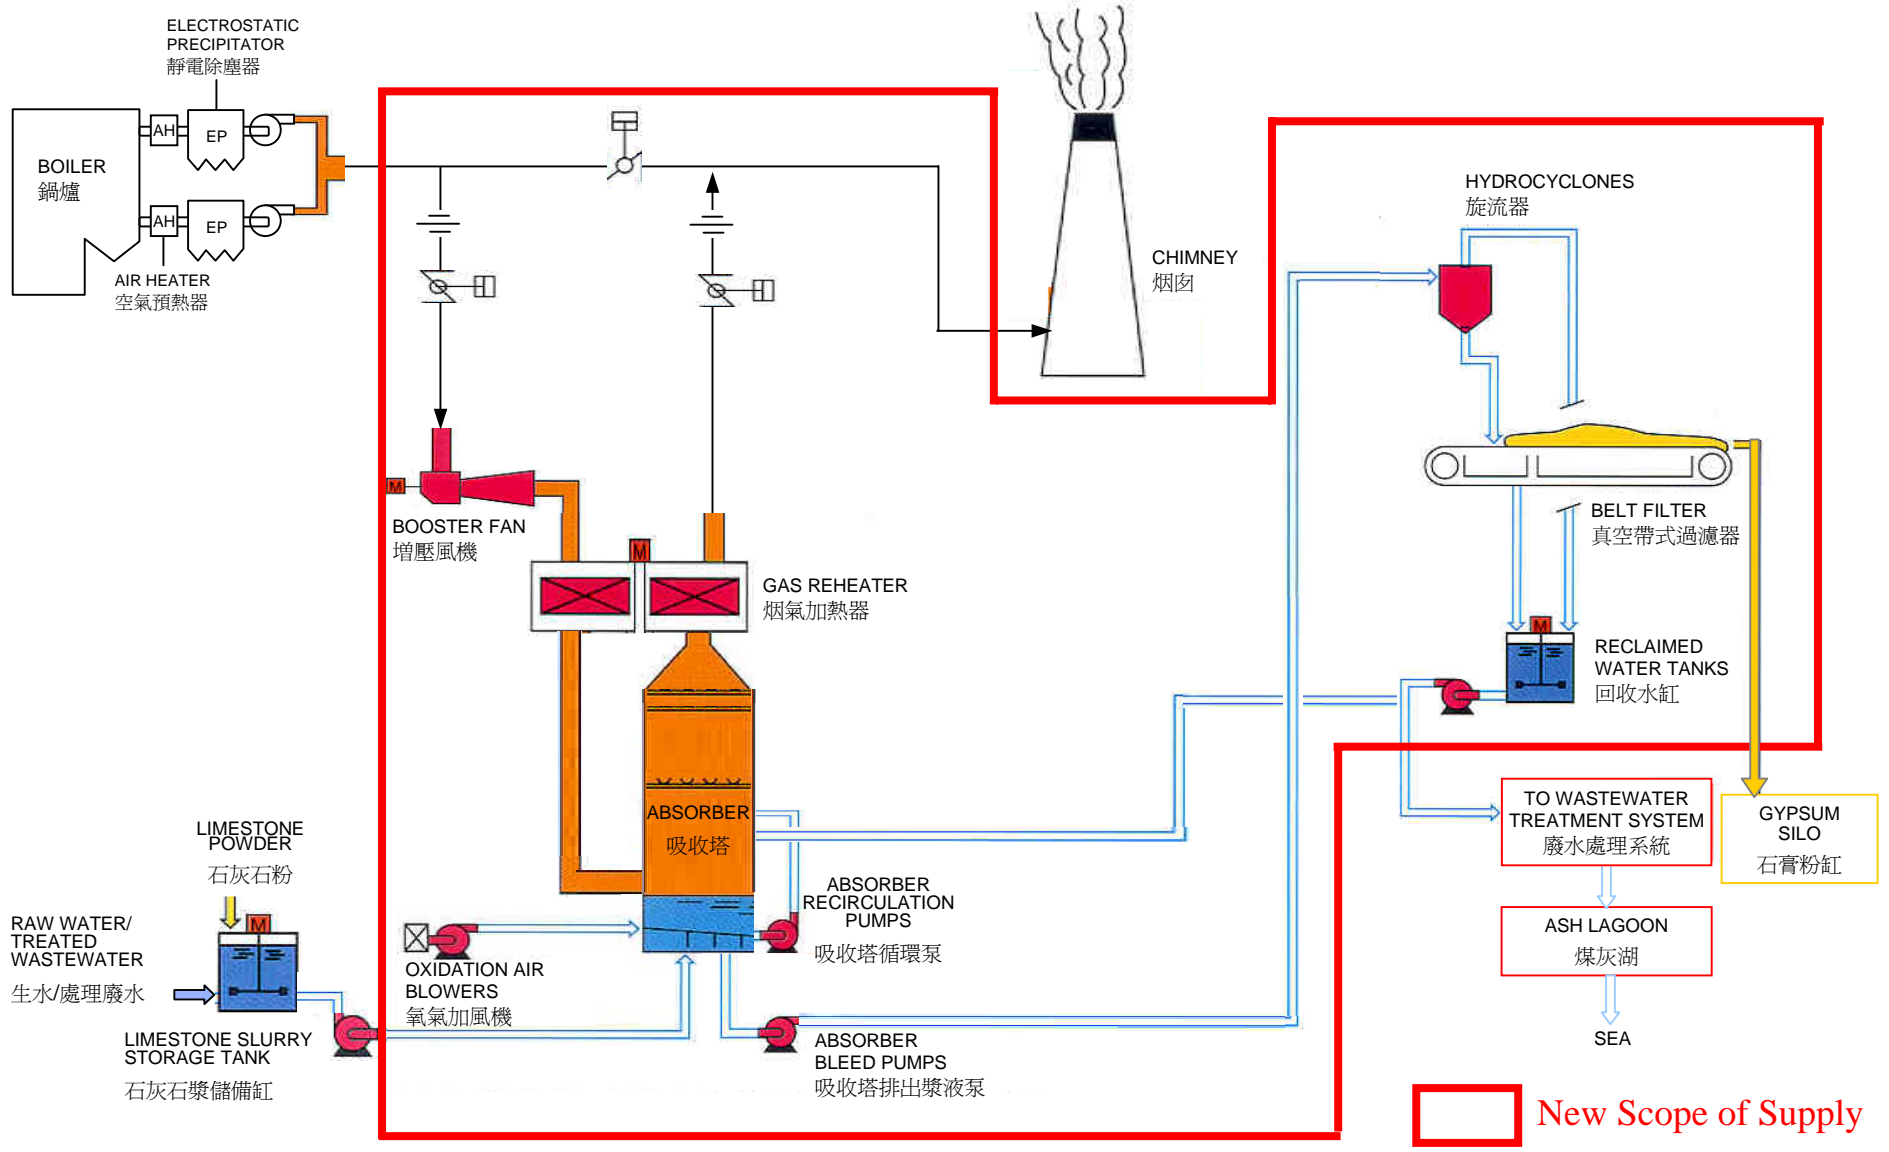 ELECTROSTATIC
PRECIPITATOR
靜電除塵器
BOILER
鍋爐
AH
EP
AH
EP
AIR HEATER
空氣預熱器
CHIMNEY
烟囱
HYDROCYCLONES
旋流器
M
BOOSTER FAN
增壓風機
M
GAS REHEATER
烟氣加熱器
BELT FILTER
真空帶式過濾器
M
RECLAIMED
WATER TANKS
回收水缸
ABSORBER
吸收塔
TO WASTEWATER
TREATMENT SYSTEM
廢水處理系統
GYPSUM
SILO
石膏粉缸
LIMESTONE
POWDER
石灰石粉
M
RAW WATER/
TREATED
WASTEWATER
生水/處理廢水
ABSORBER
RECIRCULATION
PUMPS
吸收塔循環泵
OXIDATION AIR
BLOWERS
氧氣加風機
ASH LAGOON
煤灰湖
LIMESTONE SLURRY
STORAGE TANK
石灰石漿儲備缸
ABSORBER
BLEED PUMPS
吸收塔排出漿液泵
SEA
New Scope of Supply